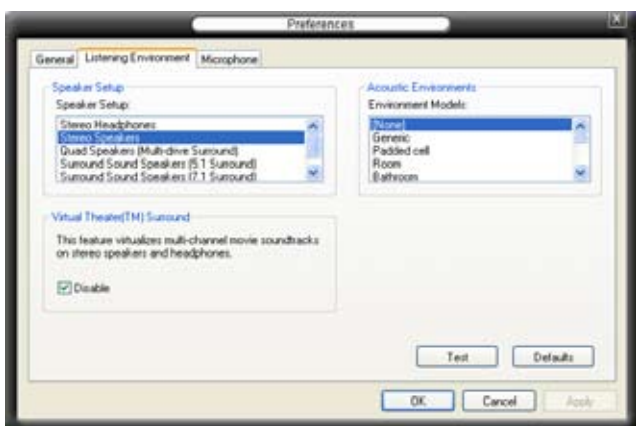 Preferences
X
General
Listening Environment
Microphone
Speaker Setup
Speaker Setup:
Stereo Headphones
Stereo Speakers
Quad Speakers (Multi-drive Surround)
Surround Sound Speakers (5.1 Surround)
Surround Sound Speakers (7.1 Surround)
Acoustic Environments
Environment Models:
(None)
Generic
Padded cell
Room
Bathroom
Virtual Theater(TM) Surround
This feature virtualizes multi-channel movie soundtracks
on stereo speakers and headphones.
Disable
Test
Defaults
OK
Cancel
Apply